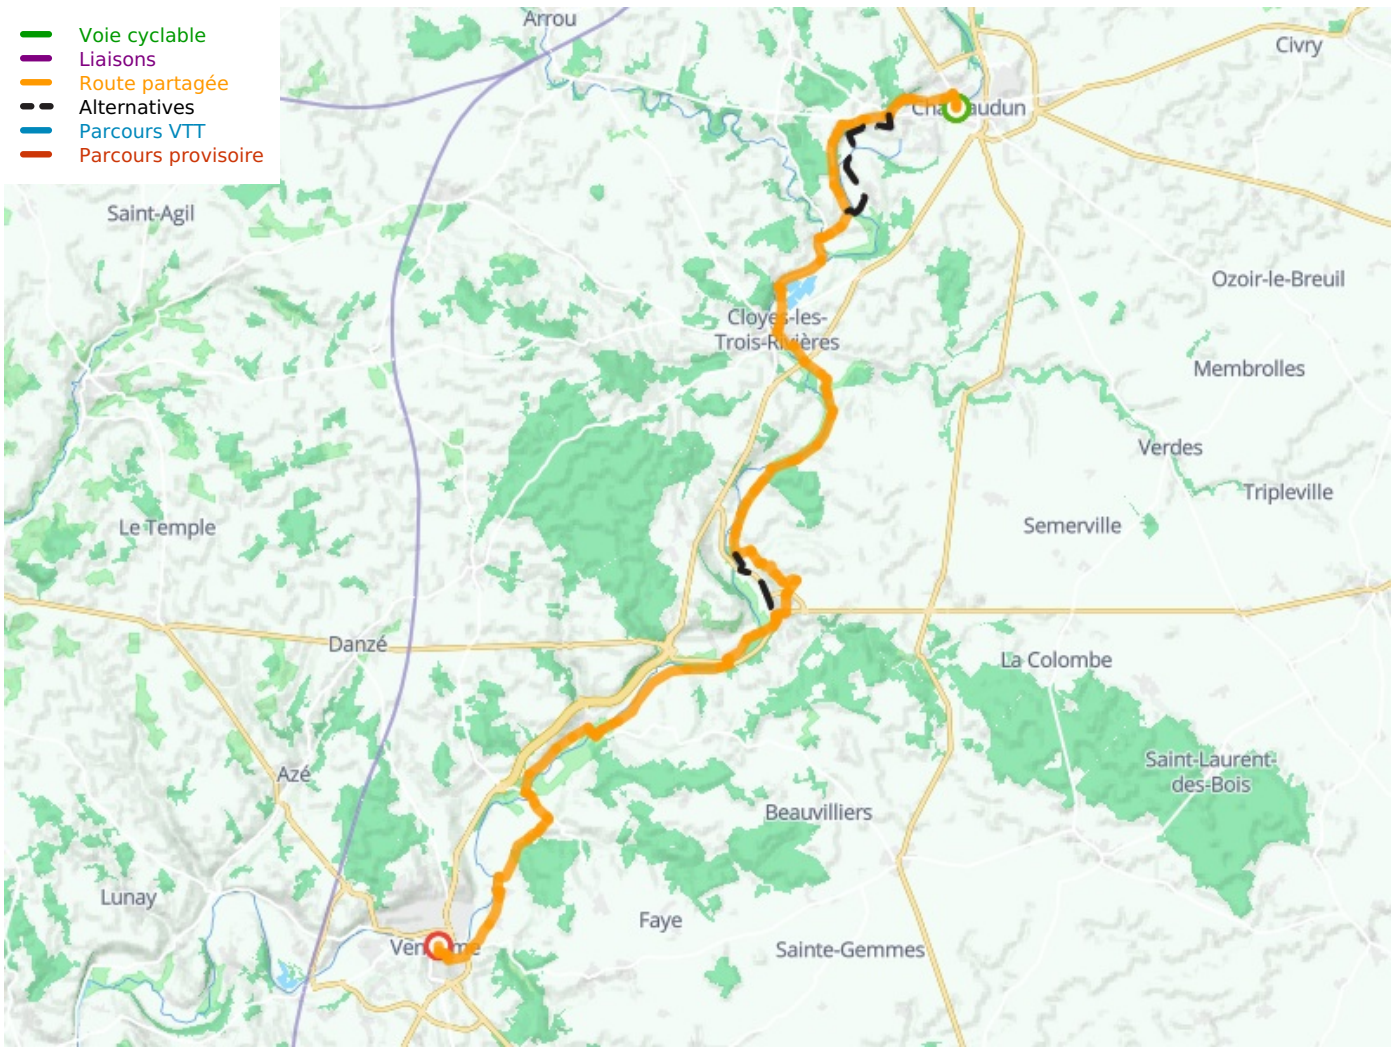 Voie cyclable
Liaisons
Route partagée
Alternatives
Parcours VTT
Parcours provisoire
Arrou
Civry
Saint-Agil
Ozoir-le-Breuil
Cloyes-les-
Trois-Rivières
Membrolles
Verdes
Tripleville
Semerville
Le Temple
Danzé
La Colombe
Saint-Laurent-
des-Bois
Azé
Beauvilliers
Lunay
Faye
Sainte-Gemmes